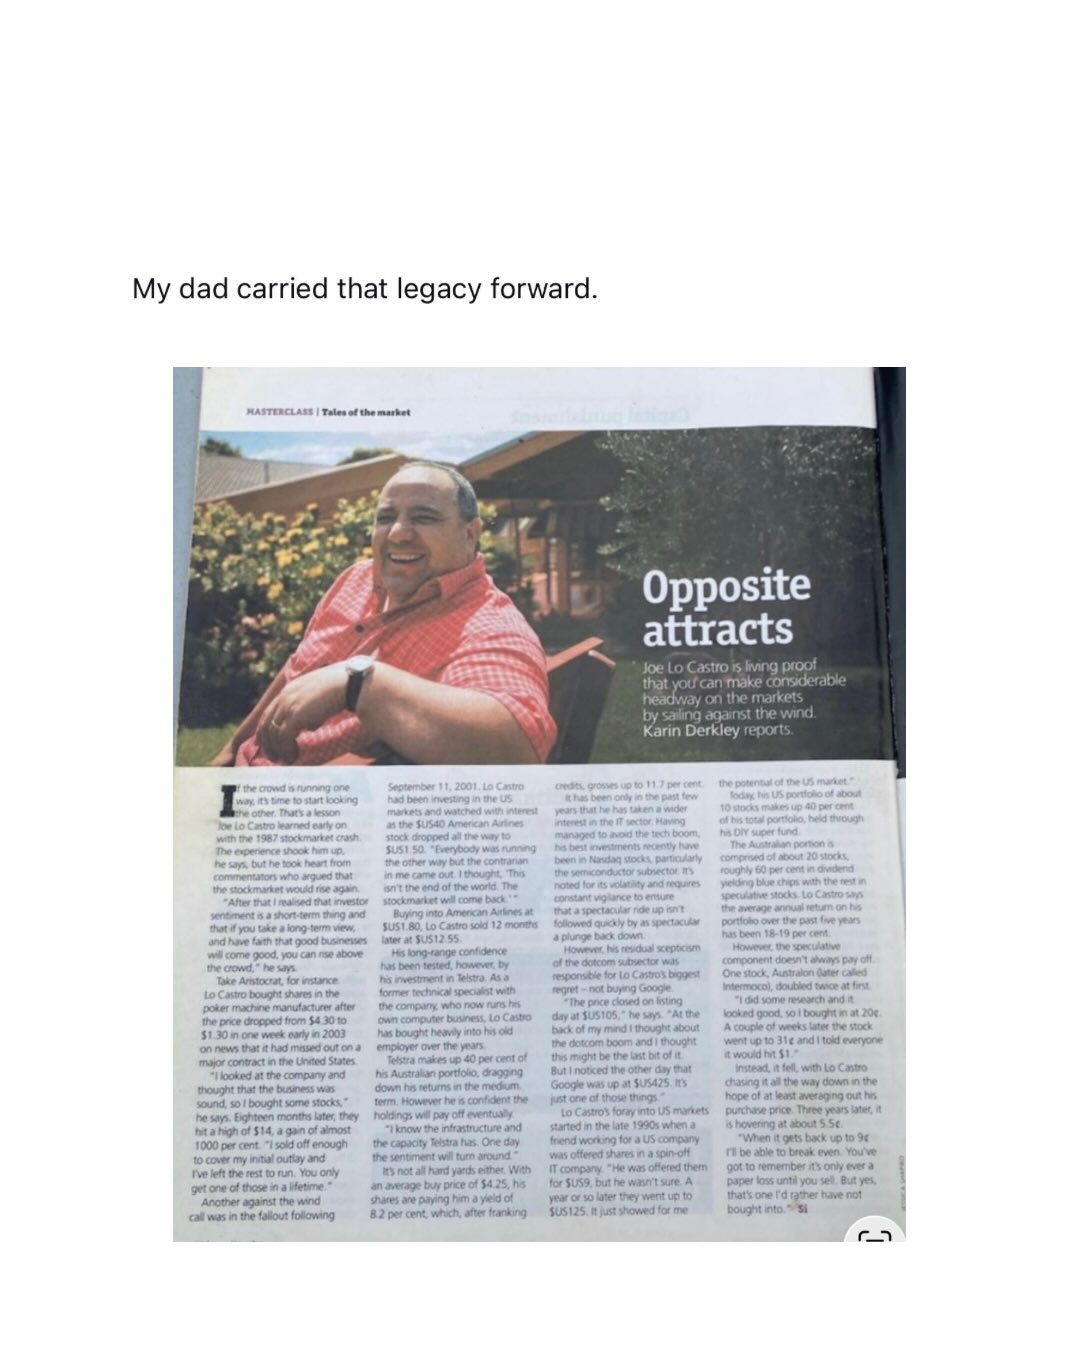 My dad carried that legacy forward.
MASTERCLASS | Tales of the market
Opposite
attracts
Joe Lo Castro is living proof
that you can make considerable
headway on the markets
by sailing against the wind.
Karin Derkley reports.
If the crowd is running one
way, it's time to start looking
the other. That's a lesson
Joe Lo Castro learned early on
with the 1987 stockmarket crash.
The experience shook him up,
he says, but he took heart from
commentators who argued that
the stockmarket would rise again.
"After that I realised that investor
sentiment is a short-term thing and
that if you take a long-term view,
and have faith that good businesses
will come good, you can rise above
the crowd," he says.
Take Aristocrat, for instance.
Lo Castro bought shares in the
poker machine manufacturer after
the price dropped from $4.30 to
$1.30 in one week early in 2003
on news that it had missed out on a
major contract in the United States.
"I looked at the company and
thought that the business was
sound, so I bought some stocks,"
he says. Eighteen months later, they
hit a high of $14, a gain of almost
1000 per cent. "I sold off enough
to cover my initial outlay and
I've left the rest to run. You only
get one of those in a lifetime."
Another against the wind
call was in the fallout following
September 11, 2001. Lo Castro
had been investing in the US
markets and watched with interest
as the $US40 American Airlines
stock dropped all the way to
$US1.50. "Everybody was running
the other way but the contrarian
in me came out. I thought, 'This
isn't the end of the world. The
stockmarket will come back.'"
Buying into American Airlines at
$US1.80, Lo Castro sold 12 months
later at $US12.55.
His long-range confidence
has been tested, however, by
his investment in Telstra. As a
former technical specialist with
the company, who now runs his
own computer business, Lo Castro
has bought heavily into his old
employer over the years.
Telstra makes up 40 per cent of
his Australian portfolio, dragging
down his returns in the medium
term. However he is confident the
holdings will pay off eventually.
"I know the infrastructure and
the capacity Telstra has. One day
the sentiment will turn around."
It's not all hard yards either. With
an average buy price of $4.25, his
shares are paying him a yield of
8.2 per cent, which, after franking
credits, grosses up to 11.7 per cent.
It has been only in the past few
years that he has taken a wider
interest in the IT sector. Having
managed to avoid the tech boom,
his best investments recently have
been in Nasdaq stocks, particularly
the semiconductor subsector. It's
noted for its volatility and requires
constant vigilance to ensure
that a spectacular ride up isn't
followed quickly by as spectacular
a plunge back down.
However, his residual scepticism
of the dotcom subsector was
responsible for Lo Castro's biggest
regret – not buying Google.
"The price closed on listing
day at $US105," he says. "At the
back of my mind I thought about
the dotcom boom and I thought
this might be the last bit of it.
But I noticed the other day that
Google was up at $US425. It's
just one of those things."
Lo Castro's foray into US markets
started in the late 1990s when a
friend working for a US company
was offered shares in a spin-off
IT company. "He was offered them
for $US9, but he wasn't sure. A
year or so later they went up to
$US125. It just showed for me
the potential of the US market."
Today, his US portfolio of about
10 stocks makes up 40 per cent
of his total portfolio, held through
his DIY super fund.
The Australian portion is
comprised of about 20 stocks,
roughly 60 per cent in dividend
yielding blue chips with the rest in
speculative stocks. Lo Castro says
the average annual return on his
portfolio over the past five years
has been 18-19 per cent.
However, the speculative
component doesn't always pay off.
One stock, Australon (later called
Intermoco), doubled twice at first.
"I did some research and it
looked good, so I bought in at 20¢.
A couple of weeks later the stock
went up to 31¢ and I told everyone
it would hit $1."
Instead, it fell, with Lo Castro
chasing it all the way down in the
hope of at least averaging out his
purchase price. Three years later, it
is hovering at about 5.5¢.
"When it gets back up to 9¢
I'll be able to break even. You've
got to remember it's only ever a
paper loss until you sell. But yes,
that's one I'd rather have not
bought into." Si